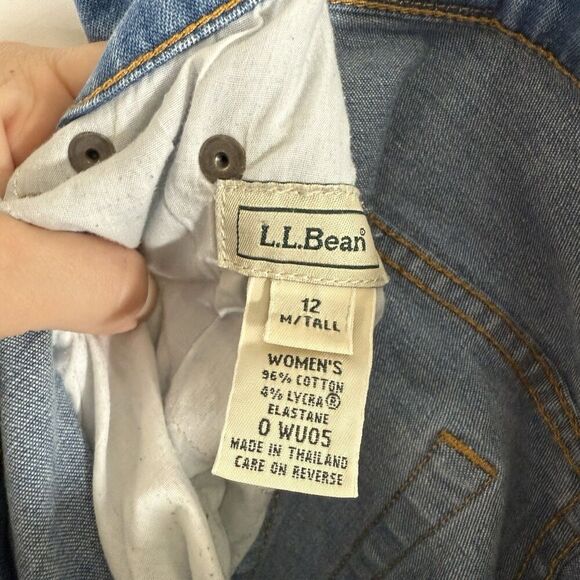 L.L.Bean®
12
M/TALL
WOMEN'S
96% COTTON
4% LYCRA®
ELASTANE
0 WU05
MADE IN THAILAND
CARE ON REVERSE